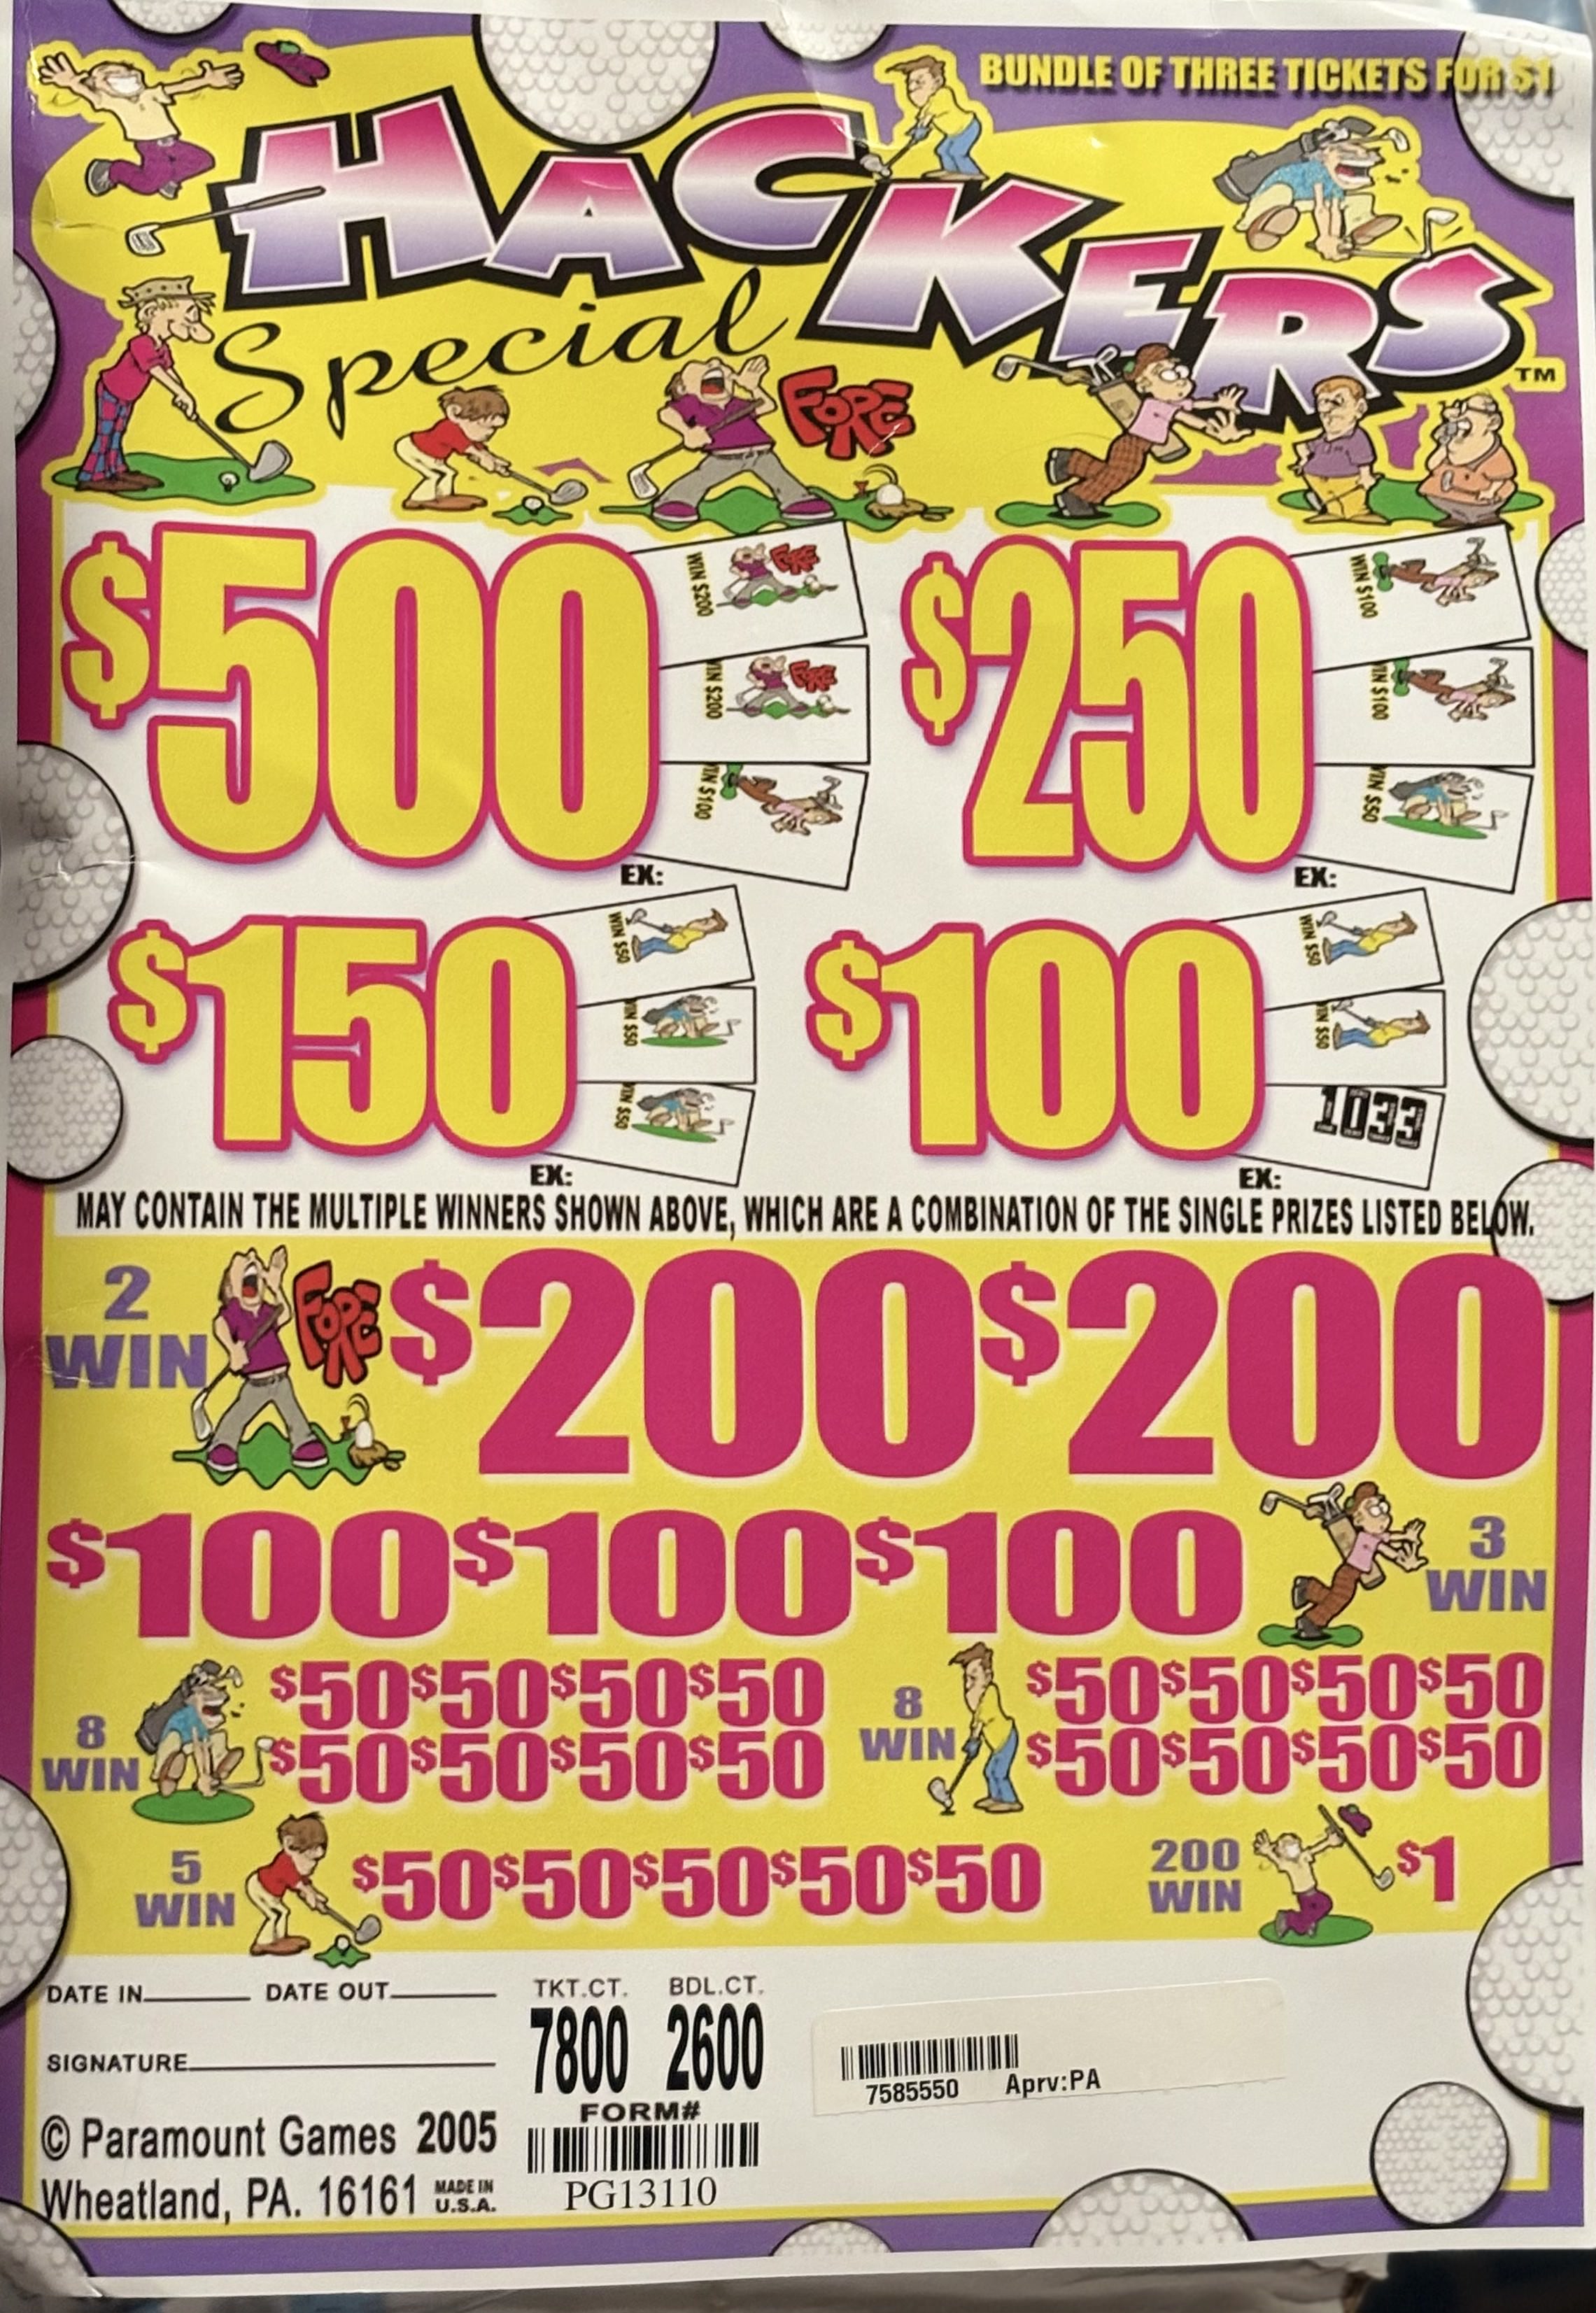 BUNDLE OF THREE TICKETS FOR $1
HACKERS
Special
TM
FORE
$500
WIN $200
FORE
WIN $200
FORE
WIN $100
EX:
$250
WIN $100
WIN $100
WIN $50
EX:
$150
WIN $50
WIN $50
WIN $50
EX:
$100
WIN $50
WIN $50
1033
EX:
MAY CONTAIN THE MULTIPLE WINNERS SHOWN ABOVE, WHICH ARE A COMBINATION OF THE SINGLE PRIZES LISTED BELOW.
2 WIN
FORE
$200 $200
$100 $100 $100
3 WIN
8 WIN
$50 $50 $50 $50
$50 $50 $50 $50
8 WIN
$50 $50 $50 $50
$50 $50 $50 $50
5 WIN
$50 $50 $50 $50 $50
200 WIN
$1
DATE IN DATE OUT
SIGNATURE
TKT.CT. BDL.CT.
7800 2600
FORM#
PG13110
7585550 Aprv:PA
© Paramount Games 2005
Wheatland, PA. 16161 MADE IN U.S.A.